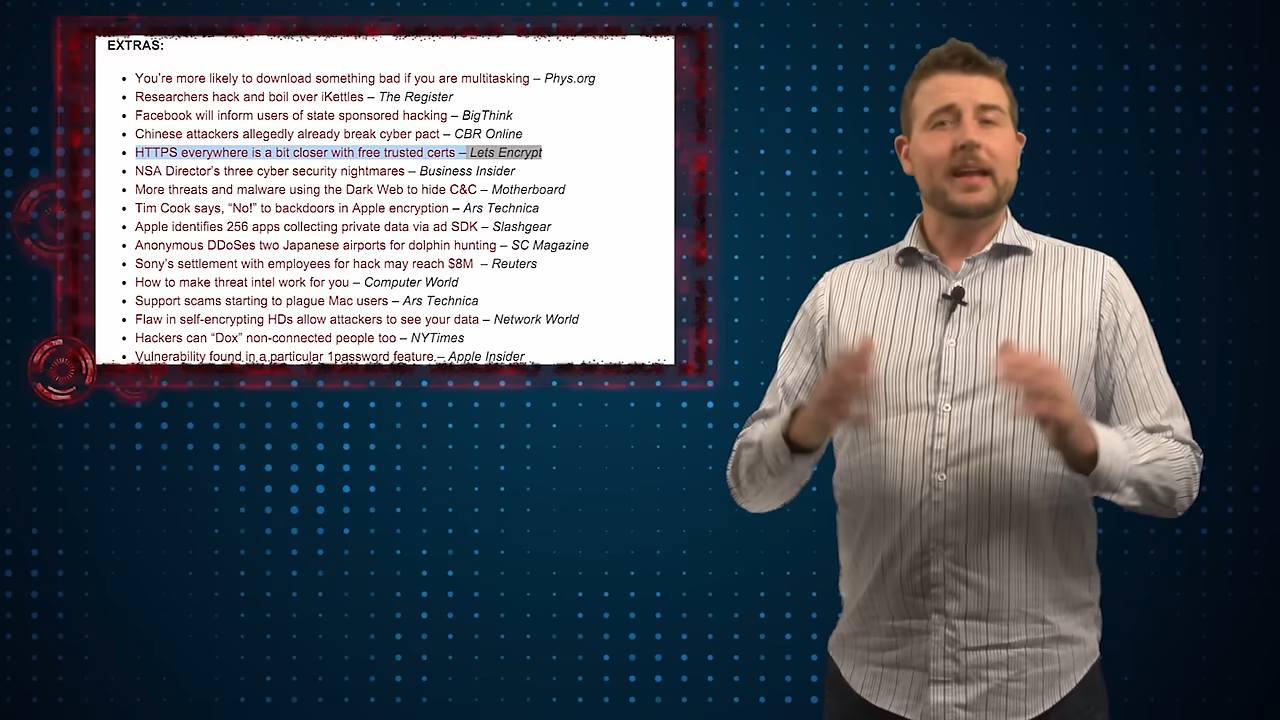 EXTRAS:
You're more likely to download something bad if you are multitasking – Phys.org
Researchers hack and boil over iKettles – The Register
Facebook will inform users of state sponsored hacking – BigThink
Chinese attackers allegedly already break cyber pact – CBR Online
HTTPS everywhere is a bit closer with free trusted certs – Lets Encrypt
NSA Director's three cyber security nightmares – Business Insider
More threats and malware using the Dark Web to hide C&C – Motherboard
Tim Cook says, “No!” to backdoors in Apple encryption – Ars Technica
Apple identifies 256 apps collecting private data via ad SDK – Slashgear
Anonymous DDoSes two Japanese airports for dolphin hunting – SC Magazine
Sony's settlement with employees for hack may reach $8M – Reuters
How to make threat intel work for you – Computer World
Support scams starting to plague Mac users – Ars Technica
Flaw in self-encrypting HDs allow attackers to see your data – Network World
Hackers can “Dox” non-connected people too – NYTimes
Vulnerability found in a particular 1password feature – Apple Insider